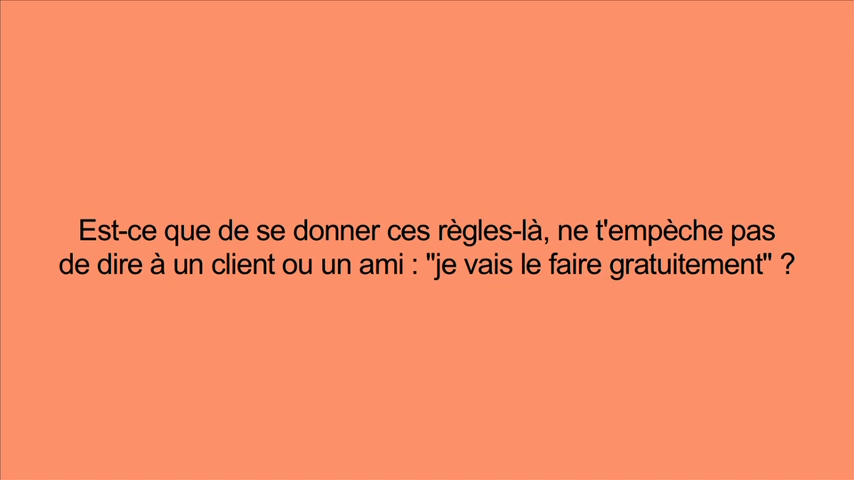 Est-ce que de se donner ces règles-là, ne t'empèche pas
de dire à un client ou un ami : "je vais le faire gratuitement" ?